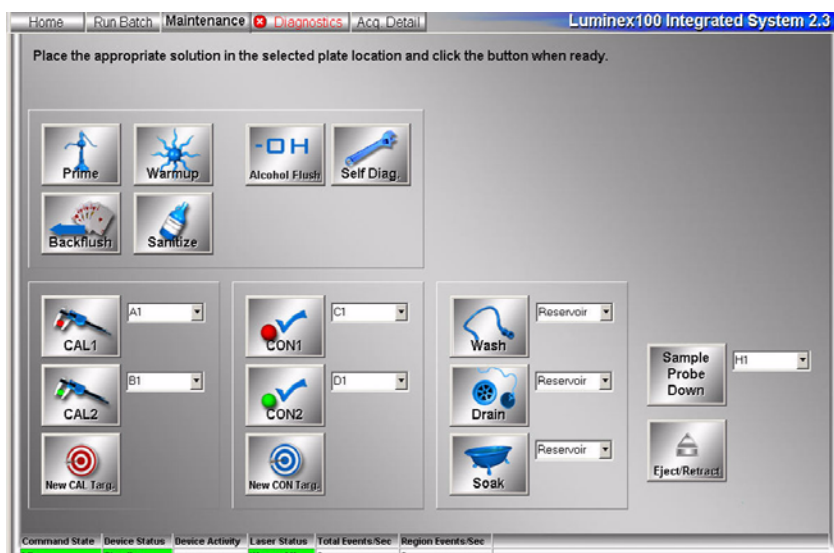 Home Run Batch Maintenance Diagnostics Acq. Detail Luminex100 Integrated System 2.3
Place the appropriate solution in the selected plate location and click the button when ready.
Prime Warmup -OH Alcohol Flush Self Diag.
Backflush Sanitize
CAL1 A1 CON1 C1 Wash Reservoir
Sample Probe Down H1
CAL2 B1 CON2 D1 Drain Reservoir
New CAL Targ. New CON Targ. Soak Reservoir
Eject/Retract
Command State Device Status Device Activity Laser Status Total Events/Sec Region Events/Sec